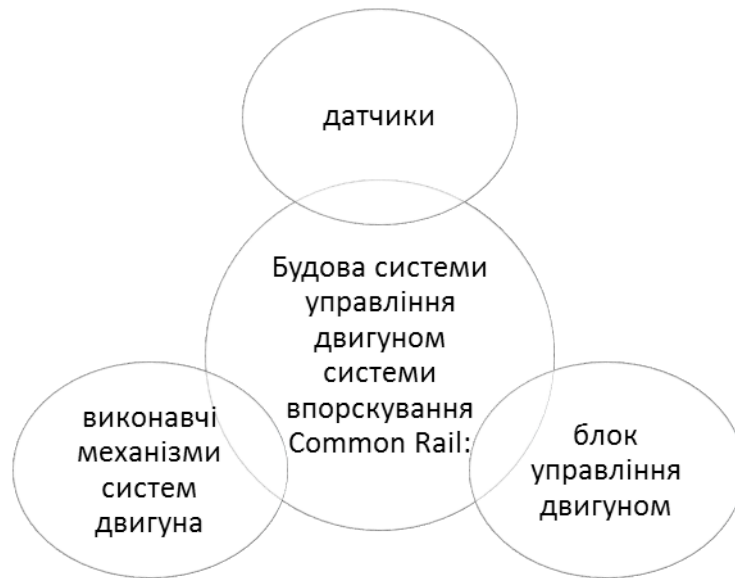 датчики
Будова системи
управління
двигуном
системи
впорскування
Common Rail:
виконавчі
механізми
систем
двигуна
блок
управління
двигуном